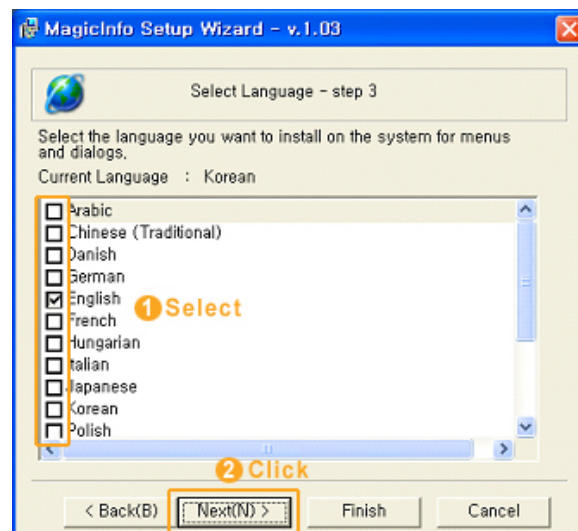 MagicInfo Setup Wizard - v.1.03
Select Language - step 3
Select the language you want to install on the system for menus
and dialogs.
Current Language : Korean
Arabic
Chinese (Traditional)
Danish
German
English
1 Select
French
Hungarian
Italian
Japanese
Korean
Polish
2 Click
< Back(B)
Next(N) >
Finish
Cancel